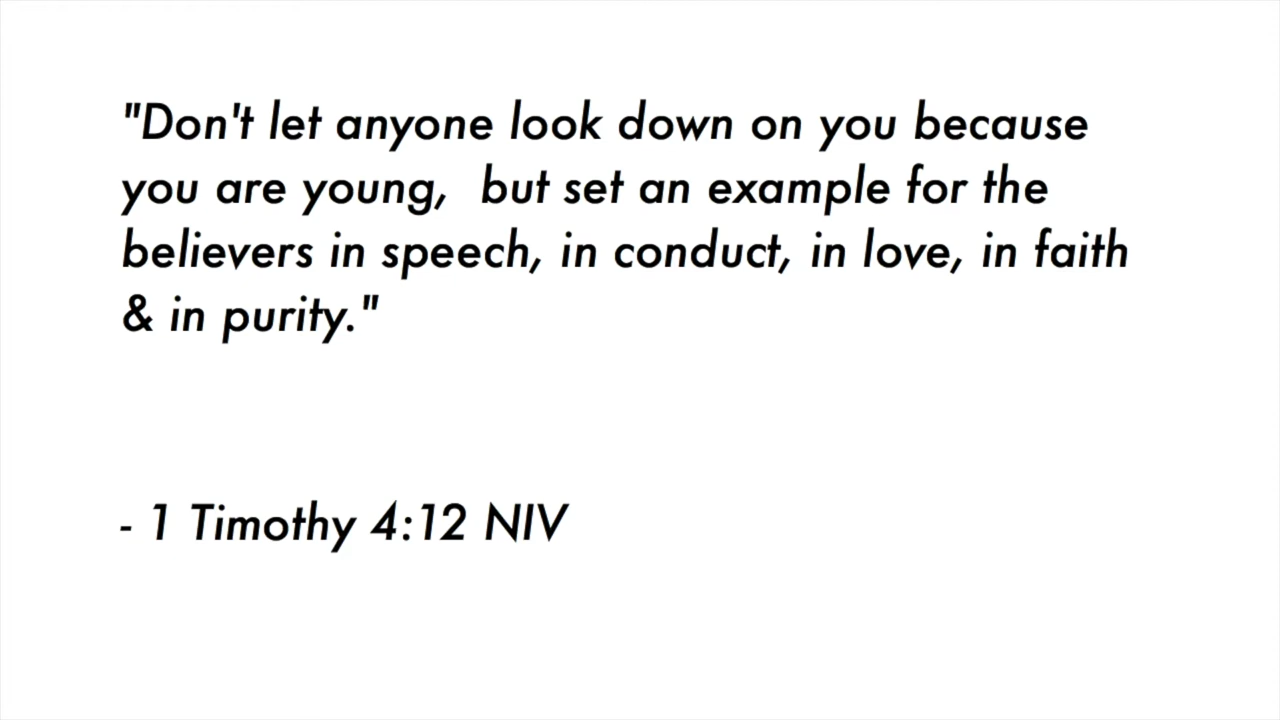 "Don't let anyone look down on you because
you are young,  but set an example for the
believers in speech, in conduct, in love, in faith
& in purity."
- 1 Timothy 4:12 NIV